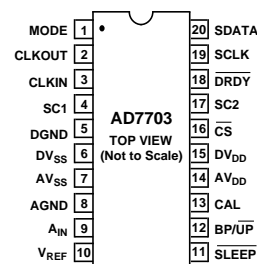 MODE 1 20 SDATA
CLKOUT 2 19 SCLK
CLKIN 3 18 DRDY
SC1 4 17 SC2
AD7703
DGND 5 16 CS
TOP VIEW
DVSS 6 (Not to Scale) 15 DVDD
AVSS 7 14 AVDD
AGND 8 13 CAL
AIN 9 12 BP/UP
VREF 10 11 SLEEP